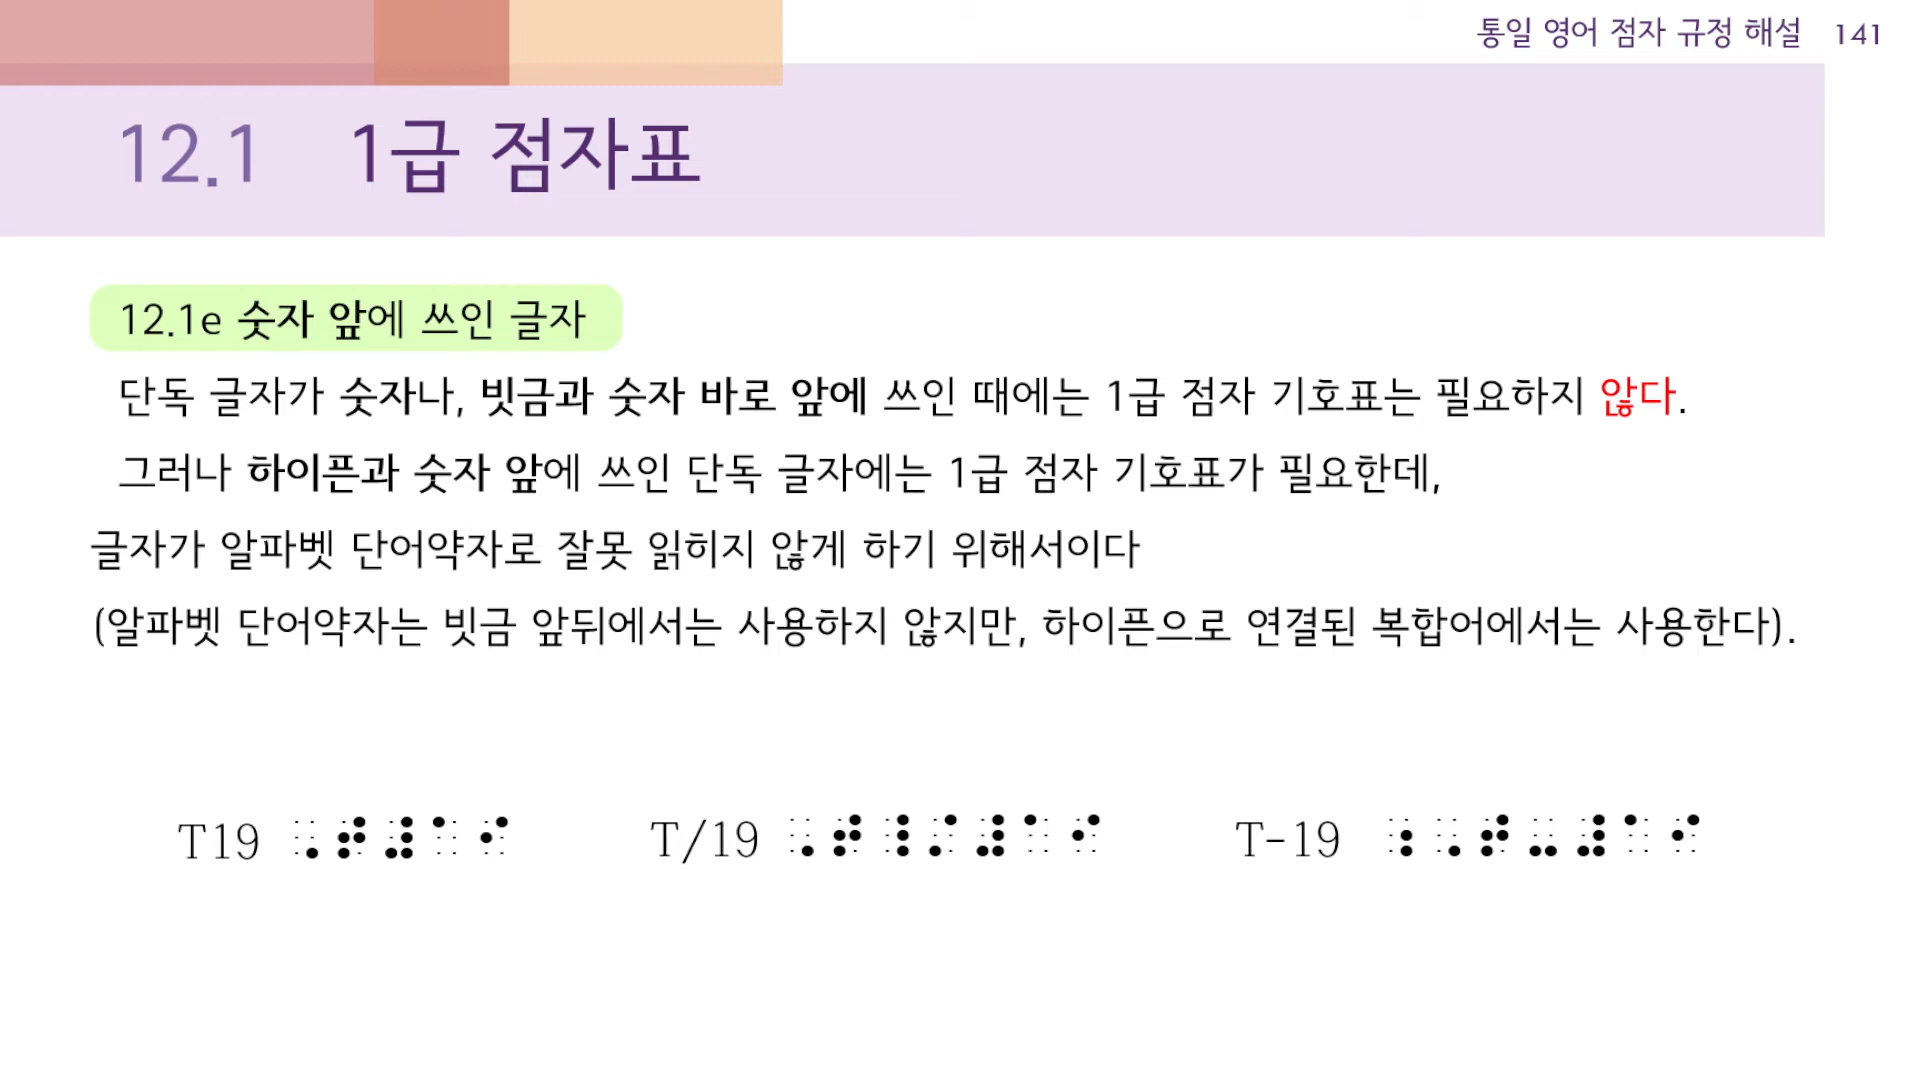 통일 영어 점자 규정 해설 141
12.1 1급 점자표
12.1e 숫자 앞에 쓰인 글자
단독 글자가 숫자나, 빗금과 숫자 바로 앞에 쓰인 때에는 1급 점자 기호표는 필요하지 않다.
그러나 하이픈과 숫자 앞에 쓰인 단독 글자에는 1급 점자 기호표가 필요한데,
글자가 알파벳 단어약자로 잘못 읽히지 않게 하기 위해서이다
(알파벳 단어약자는 빗금 앞뒤에서는 사용하지 않지만, 하이픈으로 연결된 복합어에서는 사용한다).
T19 ⠠⠞⠼⠁⠊ T/19 ⠠⠞⠸⠌⠼⠁⠊ T-19 ⠰⠠⠞⠤⠼⠁⠊